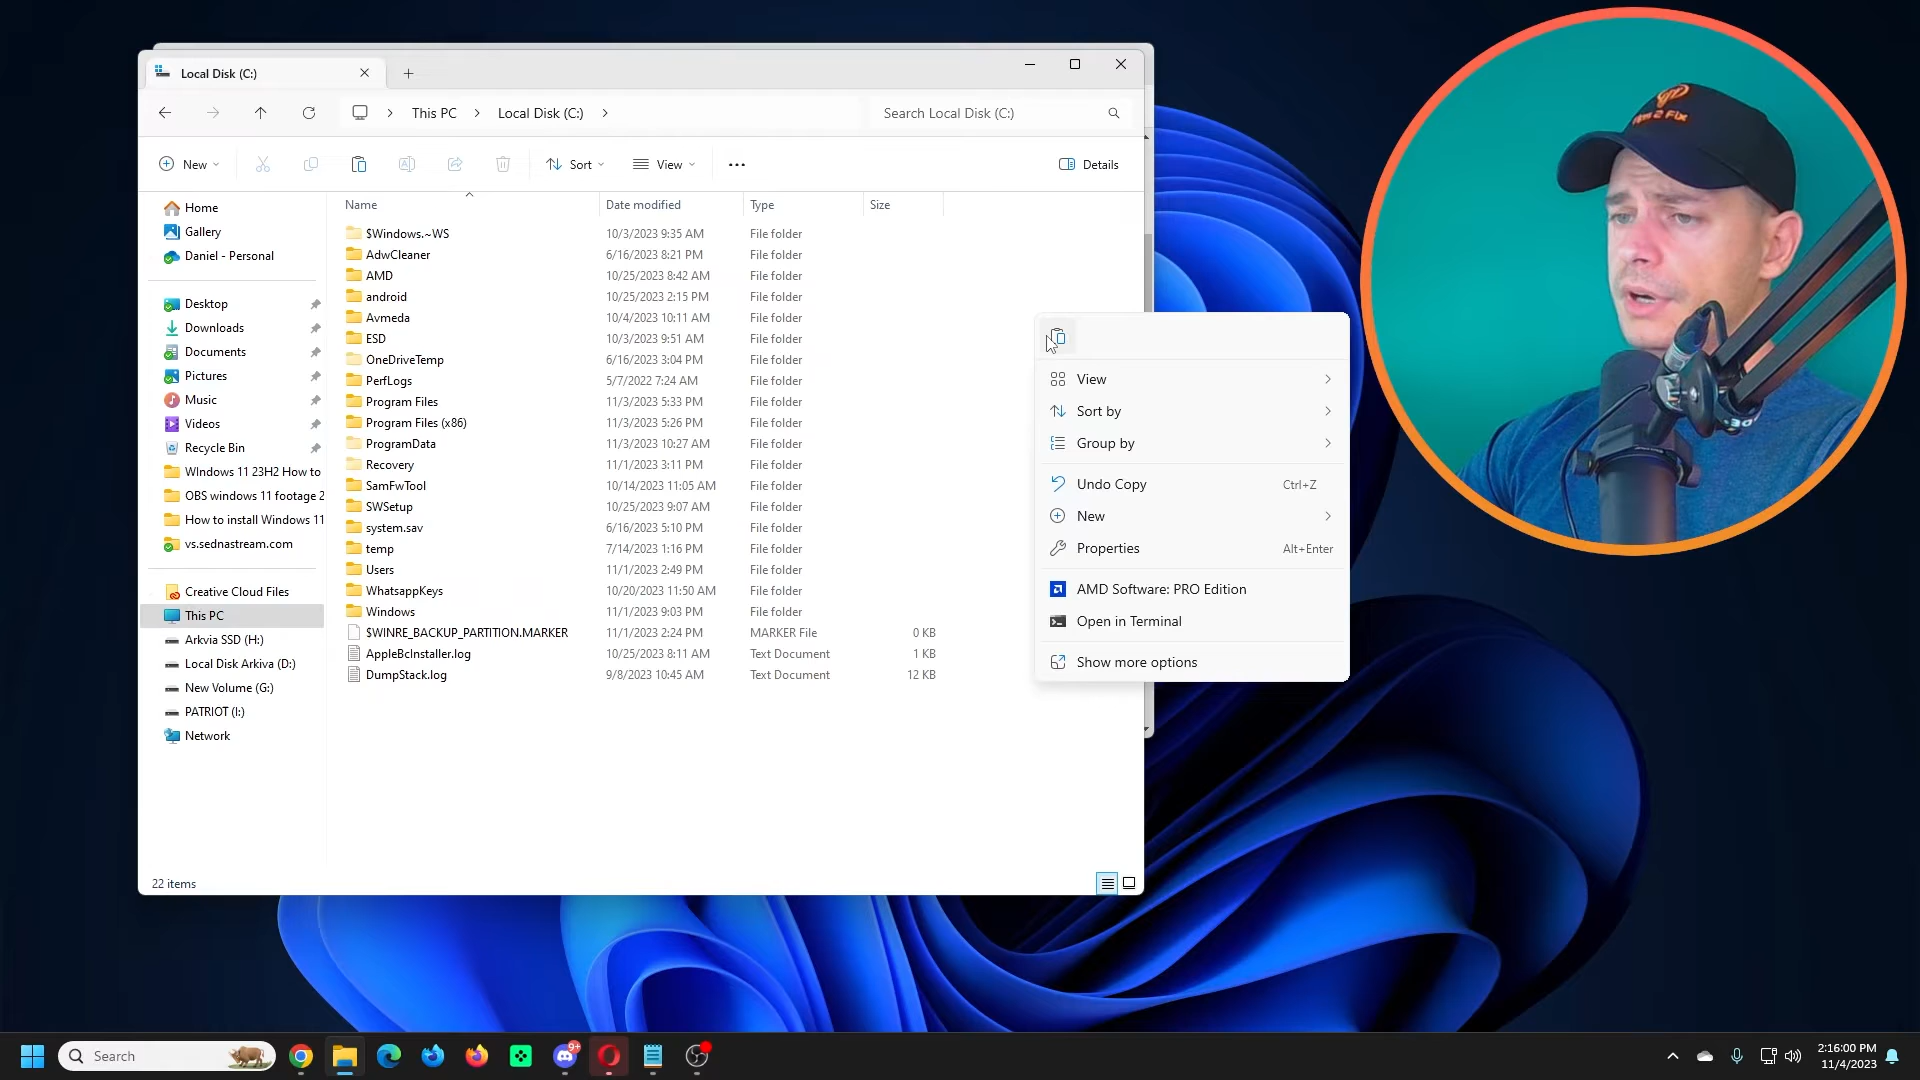 Local Disk (C:)
This PC
Local Disk (C:)
Search Local Disk (C:)
New
Sort
View
Details
Home
Gallery
Daniel - Personal
Desktop
Downloads
Documents
Pictures
Music
Videos
Recycle Bin
WIndows 11 23H2 How to
OBS windows 11 footage 2
How to install Windows 11
vs.sednastream.com
Creative Cloud Files
This PC
Arkvia SSD (H:)
Local Disk Arkiva (D:)
New Volume (G:)
PATRIOT (I:)
Network
Name Date modified Type Size
$Windows.~WS 10/3/2023 9:35 AM File folder
AdwCleaner 6/16/2023 8:21 PM File folder
AMD 10/25/2023 8:42 AM File folder
android 10/25/2023 2:15 PM File folder
Avmeda 10/4/2023 10:11 AM File folder
ESD 10/3/2023 9:51 AM File folder
OneDriveTemp 6/16/2023 3:04 PM File folder
PerfLogs 5/7/2022 7:24 AM File folder
Program Files 11/3/2023 5:33 PM File folder
Program Files (x86) 11/3/2023 5:26 PM File folder
ProgramData 11/3/2023 10:27 AM File folder
Recovery 11/1/2023 3:11 PM File folder
SamFwTool 10/14/2023 11:05 AM File folder
SWSetup 10/25/2023 9:07 AM File folder
system.sav 6/16/2023 5:10 PM File folder
temp 7/14/2023 1:16 PM File folder
Users 11/1/2023 2:49 PM File folder
WhatsappKeys 10/20/2023 11:50 AM File folder
Windows 11/1/2023 9:03 PM File folder
$WINRE_BACKUP_PARTITION.MARKER 11/1/2023 2:24 PM MARKER File 0 KB
AppleBcInstaller.log 10/25/2023 8:11 AM Text Document 1 KB
DumpStack.log 9/8/2023 10:45 AM Text Document 12 KB
22 items
View
Sort by
Group by
Undo Copy Ctrl+Z
New
Properties Alt+Enter
AMD Software: PRO Edition
Open in Terminal
Show more options
2 Fix
Search
9+
2:16:00 PM
11/4/2023